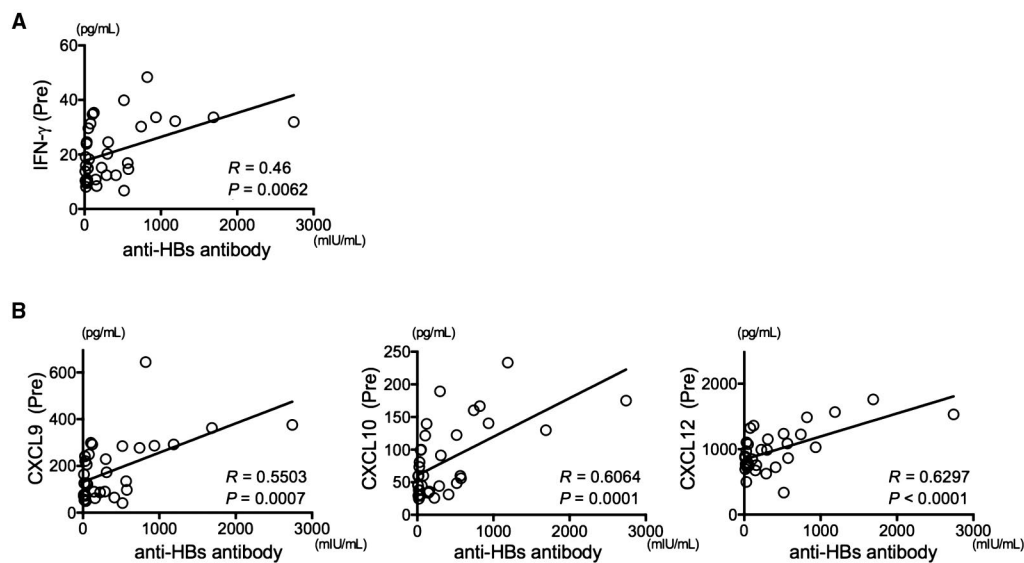 A
(pg/mL)
60
40
20
0
IFN-γ (Pre)
R = 0.46
P = 0.0062
0 1000 2000 3000
(mIU/mL)
anti-HBs antibody
B
(pg/mL)
600
400
200
0
CXCL9 (Pre)
R = 0.5503
P = 0.0007
0 1000 2000 3000
(mIU/mL)
anti-HBs antibody
(pg/mL)
250
200
150
100
50
0
CXCL10 (Pre)
R = 0.6064
P = 0.0001
0 1000 2000 3000
(mIU/mL)
anti-HBs antibody
(pg/mL)
2000
1000
0
CXCL12 (Pre)
R = 0.6297
P < 0.0001
0 1000 2000 3000
(mIU/mL)
anti-HBs antibody